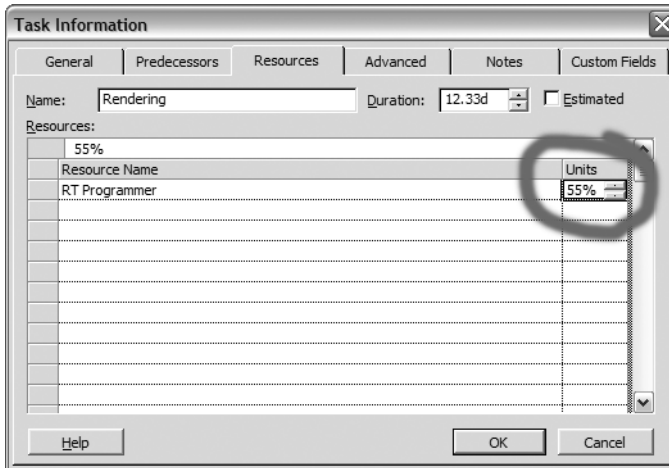 Task Information
General Predecessors Resources Advanced Notes Custom Fields
Name: Rendering Duration: 12.33d Estimated
Resources:
55%
Resource Name Units
RT Programmer 55%
Help OK Cancel